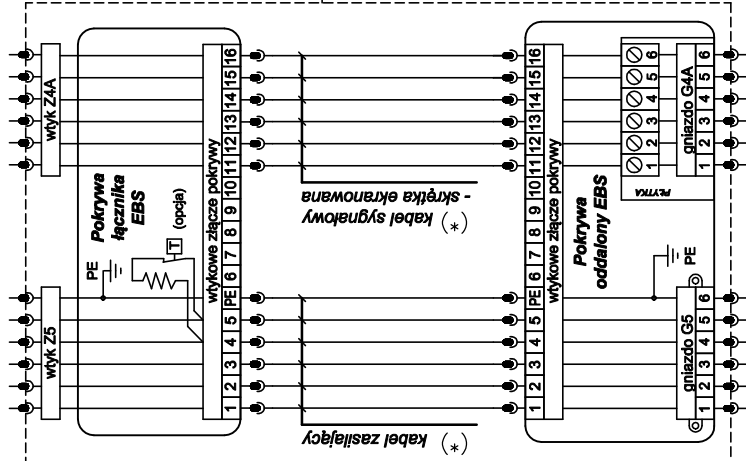 wtyk Z4A
wtyk Z5
Pokrywa
łącznika
EBS
PE
T
(opcja)
wtykowe złącze pokrywy
1 2 3 4 5 PE 6 7 8 9 10 11 12 13 14 15 16
(*) kabel sygnałowy
- skrętka ekranowana
(*) kabel zasilający
wtykowe złącze pokrywy
1 2 3 4 5 PE 6 7 8 9 10 11 12 13 14 15 16
Pokrywa
oddalony EBS
PE
PŁYTKA
1 2 3 4 5 6
gniazdo G4A
1 2 3 4 5 6
gniazdo G5
1 2 3 4 5 6